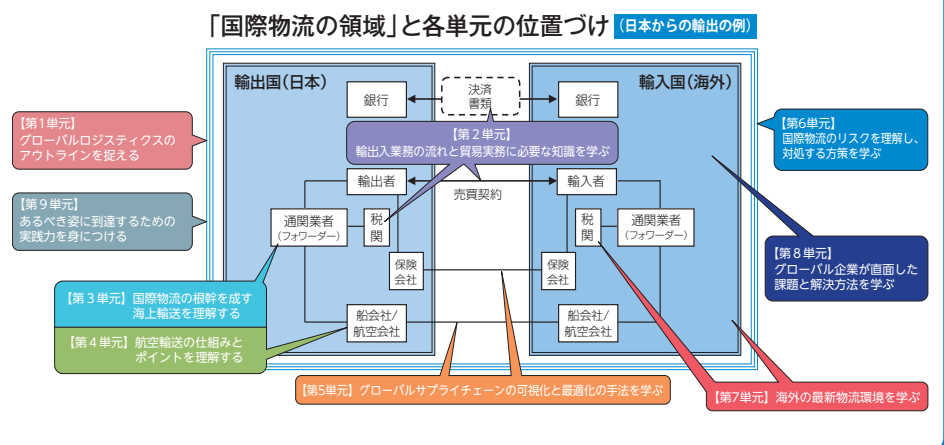 「国際物流の領域」と各単元の位置づけ (日本からの輸出の例)
輸出国(日本)
輸入国(海外)
銀行
決済
書類
銀行
【第1単元】
グローバルロジスティクスの
アウトラインを捉える
【第6単元】
国際物流のリスクを理解し、
対処する方策を学ぶ
【第2単元】
輸出入業務の流れと貿易実務に必要な知識を学ぶ
輸出者
売買契約
輸入者
【第9単元】
あるべき姿に到達するための
実践力を身につける
通関業者
(フォワーダー)
税
関
税
関
通関業者
(フォワーダー)
【第8単元】
グローバル企業が直面した
課題と解決方法を学ぶ
保険
会社
保険
会社
【第3単元】国際物流の根幹を成す
海上輸送を理解する
船会社/
航空会社
船会社/
航空会社
【第4単元】航空輸送の仕組みと
ポイントを理解する
【第5単元】グローバルサプライチェーンの可視化と最適化の手法を学ぶ
【第7単元】海外の最新物流環境を学ぶ